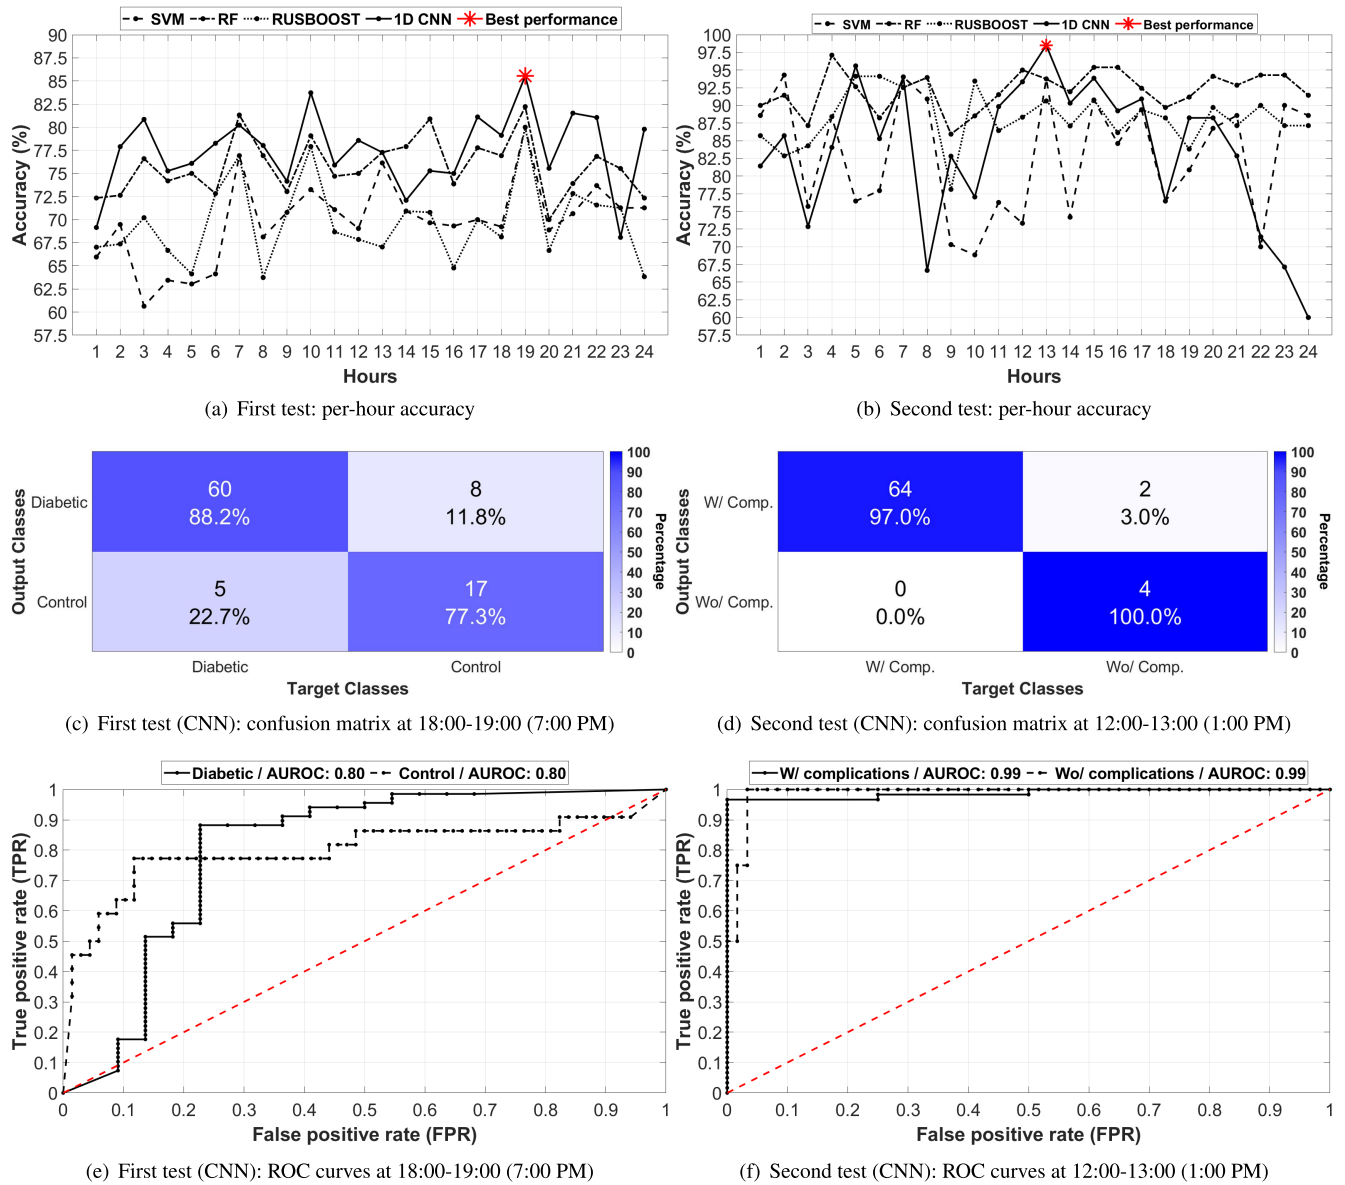 SVM RF RUSBOOST 1D CNN Best performance
90
87.5
85
82.5
80
77.5
75
72.5
70
67.5
65
62.5
60
57.5
Accuracy (%)
1 2 3 4 5 6 7 8 9 10 11 12 13 14 15 16 17 18 19 20 21 22 23 24
Hours
(a) First test: per-hour accuracy
SVM RF RUSBOOST 1D CNN Best performance
100
97.5
95
92.5
90
87.5
85
82.5
80
77.5
75
72.5
70
67.5
65
62.5
60
57.5
Accuracy (%)
1 2 3 4 5 6 7 8 9 10 11 12 13 14 15 16 17 18 19 20 21 22 23 24
Hours
(b) Second test: per-hour accuracy
Output Classes
Diabetic
Control
60
88.2%
8
11.8%
5
22.7%
17
77.3%
Diabetic Control
Target Classes
100
90
80
70
60
50
40
30
20
10
0
Percentage
(c) First test (CNN): confusion matrix at 18:00-19:00 (7:00 PM)
Output Classes
W/ Comp.
Wo/ Comp.
64
97.0%
2
3.0%
0
0.0%
4
100.0%
W/ Comp. Wo/ Comp.
Target Classes
100
90
80
70
60
50
40
30
20
10
0
Percentage
(d) Second test (CNN): confusion matrix at 12:00-13:00 (1:00 PM)
Diabetic / AUROC: 0.80 Control / AUROC: 0.80
1
0.9
0.8
0.7
0.6
0.5
0.4
0.3
0.2
0.1
0
True positive rate (TPR)
0 0.1 0.2 0.3 0.4 0.5 0.6 0.7 0.8 0.9 1
False positive rate (FPR)
(e) First test (CNN): ROC curves at 18:00-19:00 (7:00 PM)
W/ complications / AUROC: 0.99 Wo/ complications / AUROC: 0.99
1
0.9
0.8
0.7
0.6
0.5
0.4
0.3
0.2
0.1
0
True positive rate (TPR)
0 0.1 0.2 0.3 0.4 0.5 0.6 0.7 0.8 0.9 1
False positive rate (FPR)
(f) Second test (CNN): ROC curves at 12:00-13:00 (1:00 PM)